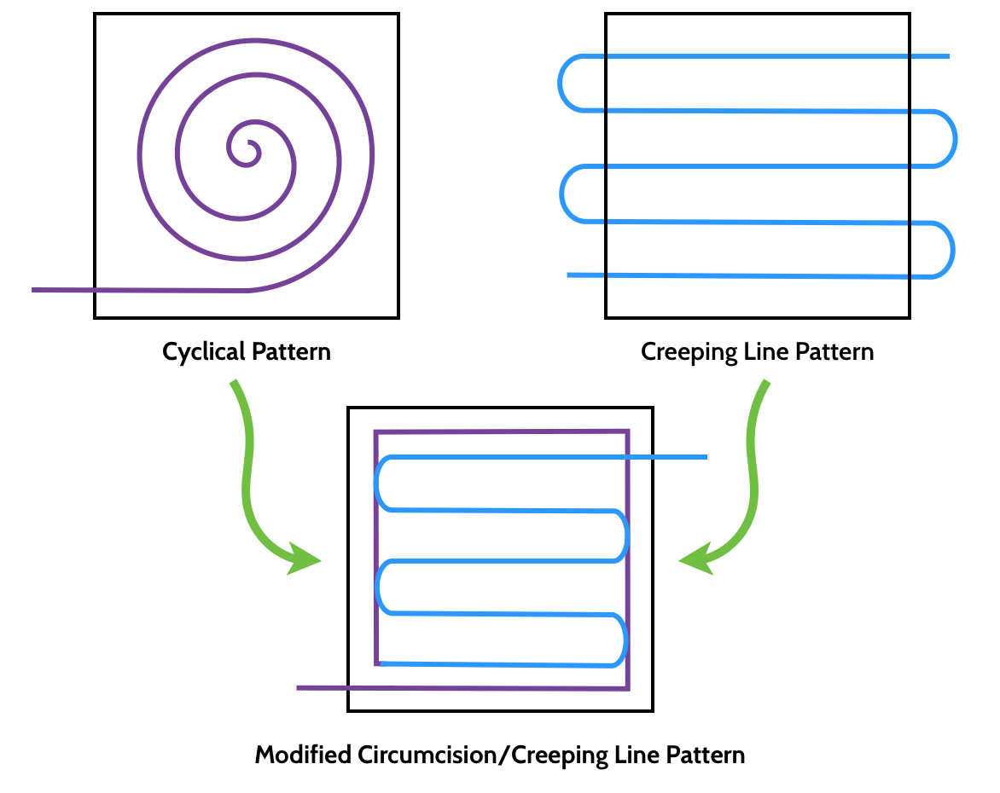 Cyclical Pattern
Creeping Line Pattern
Modified Circumcision/Creeping Line Pattern